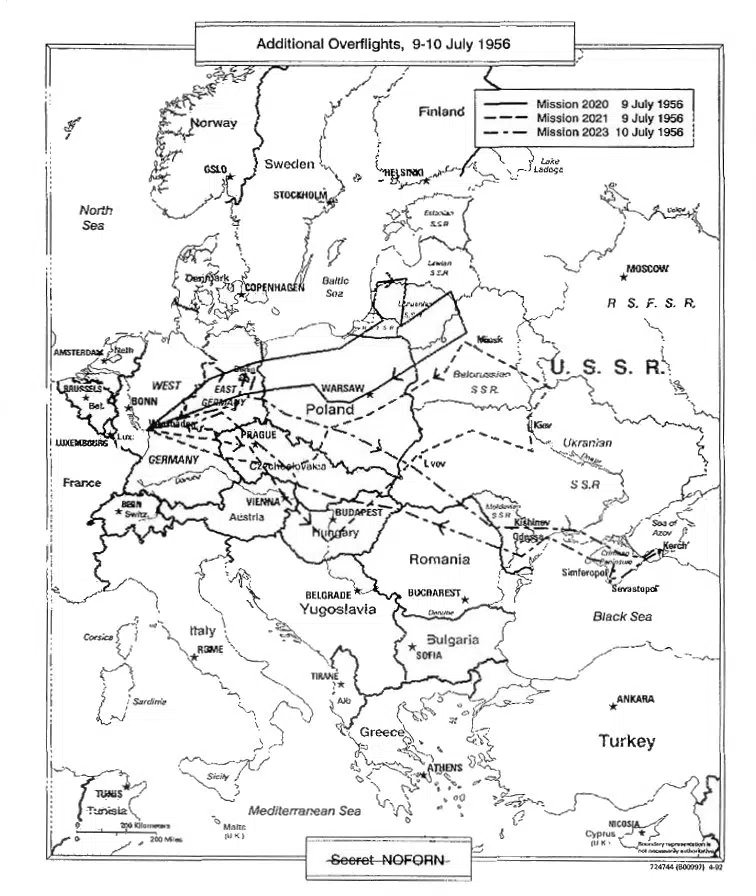 Additional Overflights, 9-10 July 1956
Mission 2020 9 July 1956
Mission 2021 9 July 1956
Mission 2023 10 July 1956
Norway
Finland
Sweden
OSLO
HELSINKI
Lake
Ladoga
STOCKHOLM
North
Sea
Estonian
S.S.R.
Latvian
S.S.R
MOSCOW
Denmark
COPENHAGEN
Baltic
Sea
Lithuanian
S.S.R.
R. S. F. S. R.
AMSTERDAM
Neth
Minsk
WEST
EAST
GERMANY
Berlin
WARSAW
Belorussian
S S R.
U. S. S. R.
BRUSSELS
Bel.
BONN
Poland
Wiesbaden
LUXEMBOURG
Lux.
PRAGUE
Kiev
Ukranian
S S R
GERMANY
Czechoslovakia
Lvov
France
Danube
VIENNA
BUDAPEST
Moldavian
S S R
BERN
Switz.
Austria
Hungary
Kishinev
Odessa
Sea of
Azov
Kerch'
Crimean
Peninsula
Romania
Simferopol
Sevastopol'
BELGRADE
Yugoslavia
BUCHAREST
Danube
Black Sea
Corsica
Italy
ROME
Bulgaria
SOFIA
TIRANE
Alb
Sardinia
ANKARA
Greece
Turkey
ATHENS
Sicily
TUNIS
Tunisia
Mediterranean Sea
NICOSIA
Cyprus
(U K)
Malta
(U K)
200 Kilometers
200 Miles
Boundary representation is
not necessarily authoritative
Secret NOFORN
724744 (B00997) 4-92